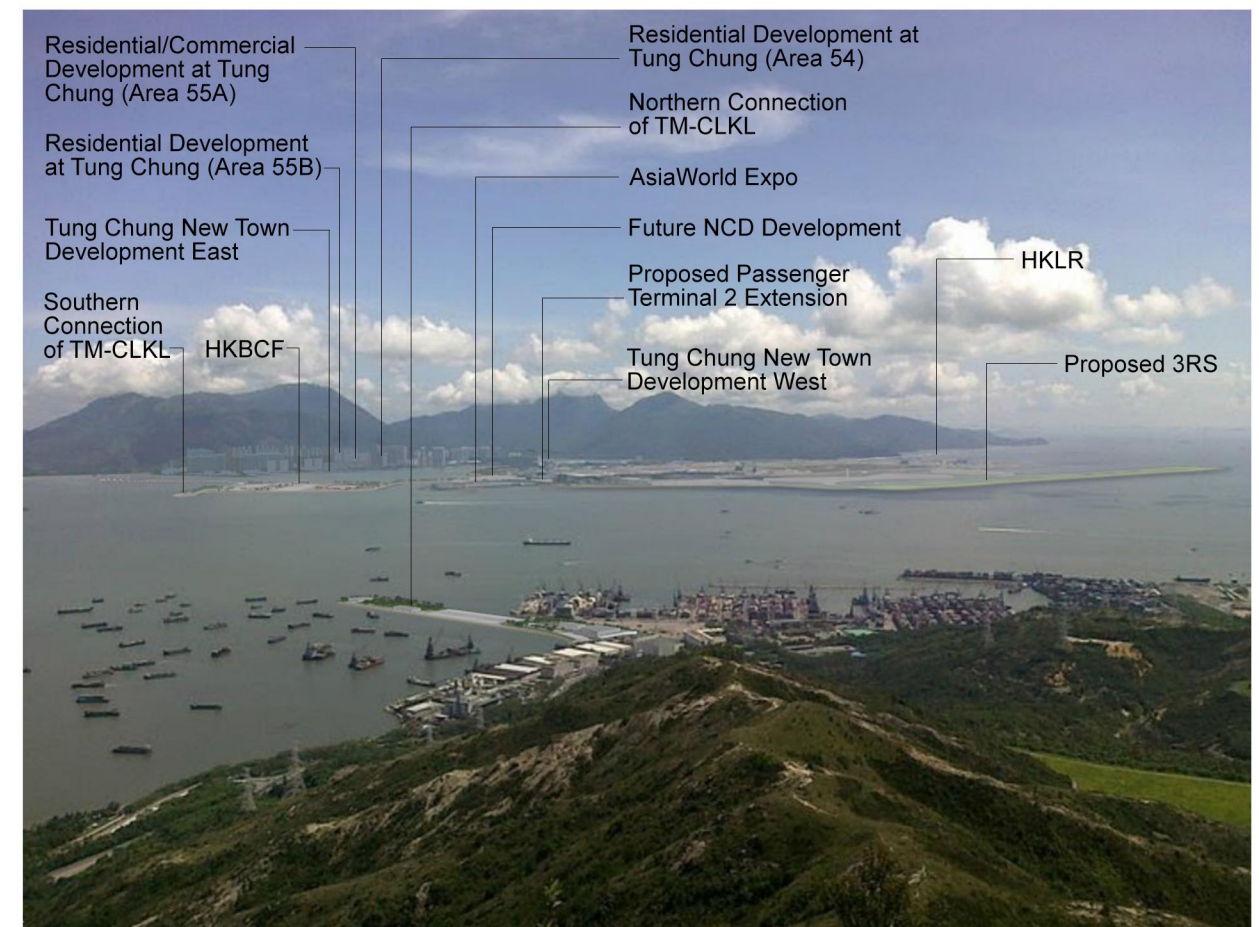 Residential/Commercial
Development at Tung
Chung (Area 55A)
Residential Development
at Tung Chung (Area 55B)
Tung Chung New Town
Development East
Southern
Connection
of TM-CLKL
HKBCF
Residential Development at
Tung Chung (Area 54)
Northern Connection
of TM-CLKL
AsiaWorld Expo
Future NCD Development
Proposed Passenger
Terminal 2 Extension
Tung Chung New Town
Development West
HKLR
Proposed 3RS